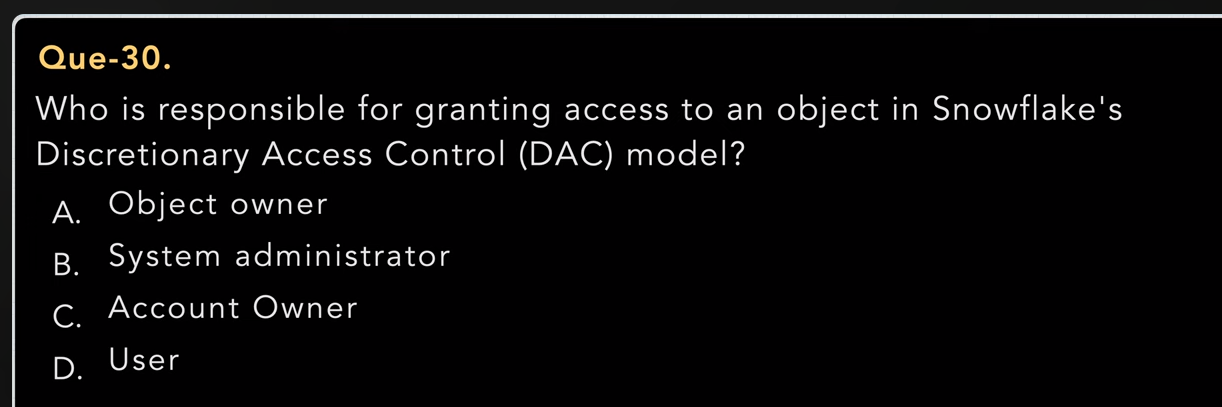 Que-30.
Who is responsible for granting access to an object in Snowflake's
Discretionary Access Control (DAC) model?
A. Object owner
B. System administrator
C. Account Owner
D. User